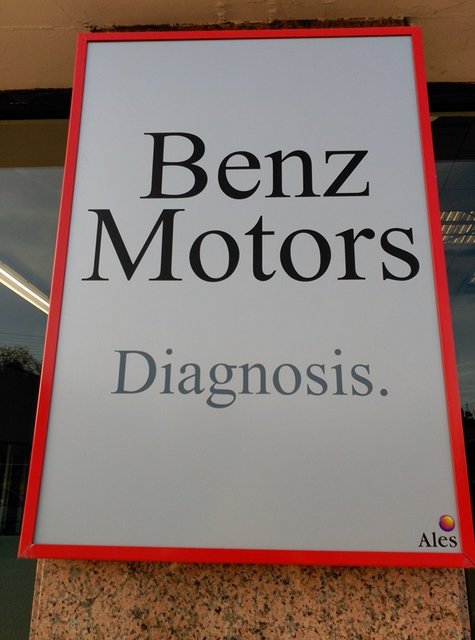 Benz
Motors
Diagnosis.
Ales